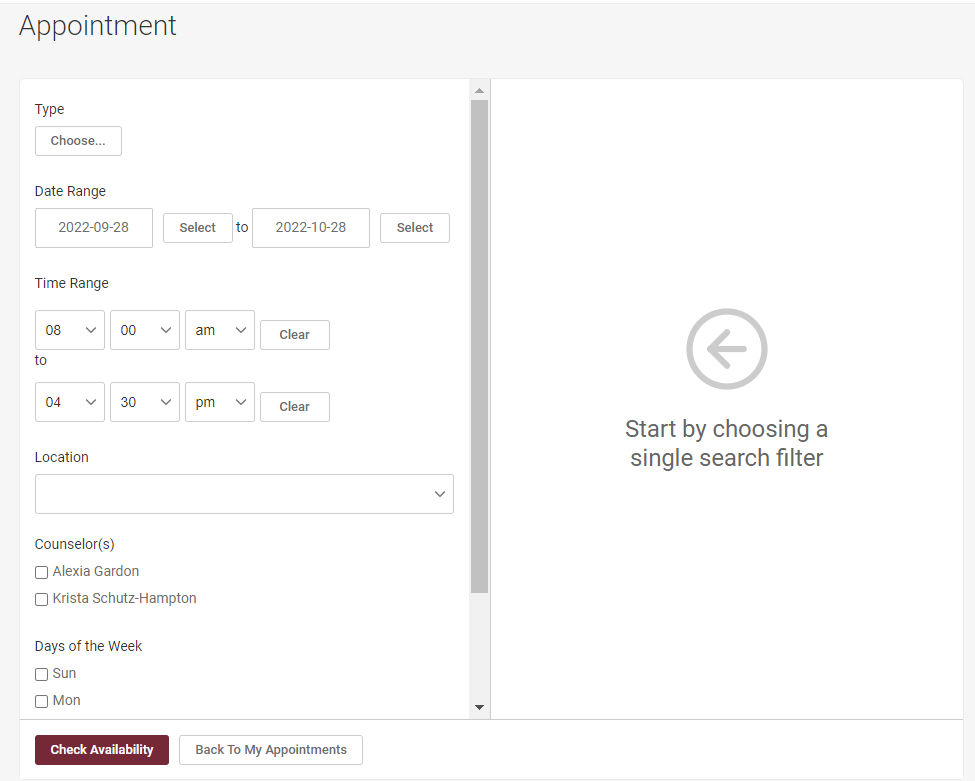 Appointment
Type
Choose...
Date Range
2022-09-28 Select to 2022-10-28 Select
Time Range
08 00 am Clear
to
04 30 pm Clear
Location
Counselor(s)
Alexia Gardon
Krista Schutz-Hampton
Days of the Week
Sun
Mon
Start by choosing a
single search filter
Check Availability Back To My Appointments